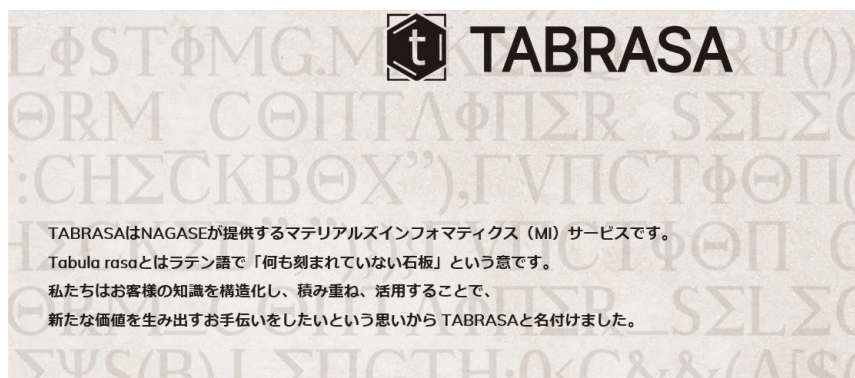 TABRASA
TABRASAはNAGASEが提供するマテリアルズインフォマティクス（MI）サービスです。
Tabula rasaとはラテン語で「何も刻まれていない石板」という意です。
私たちはお客様の知識を構造化し、積み重ね、活用することで、
新たな価値を生み出すお手伝いをしたいという思いから TABRASAと名付けました。